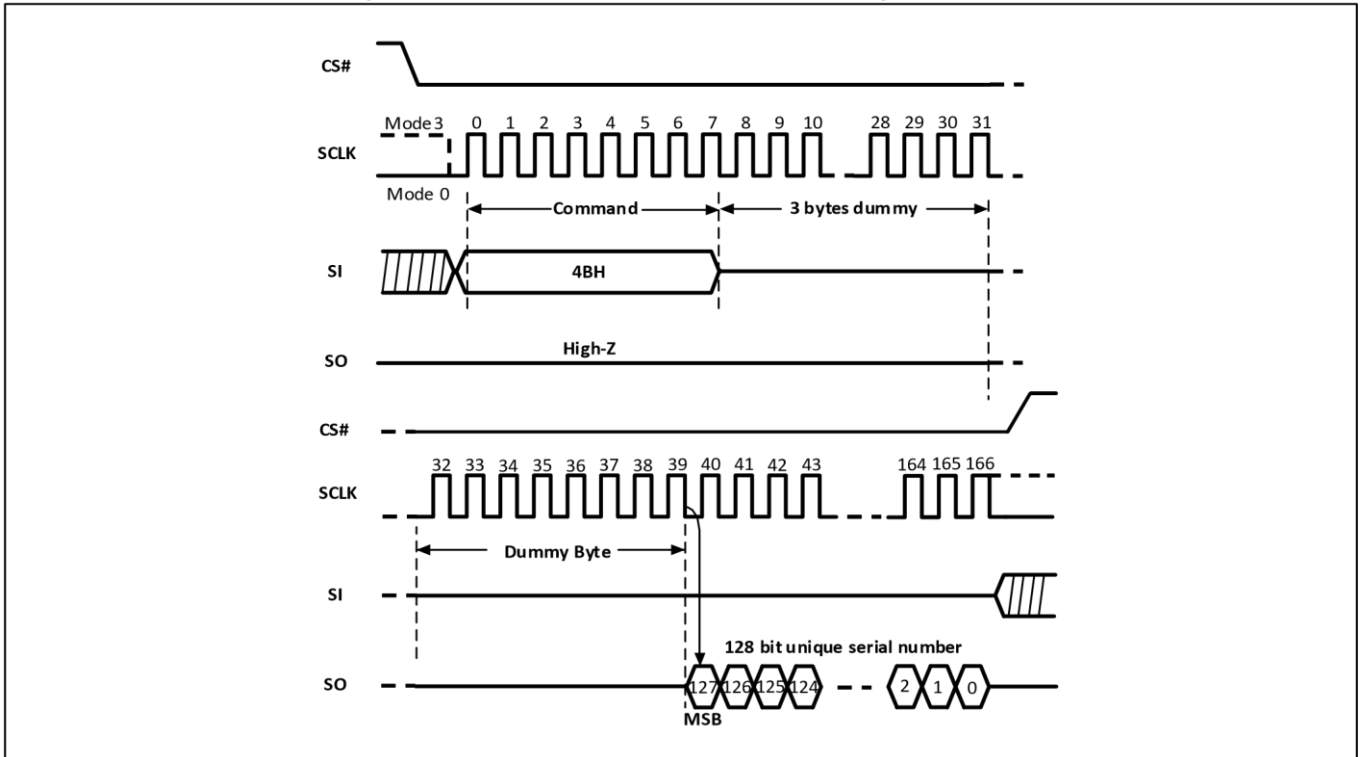 CS#
Mode3 0 1 2 3 4 5 6 7 8 9 10 28 29 30 31
SCLK
Mode 0
Command 3 bytes dummy
SI 4BH
High-Z
SO
CS#
32 33 34 35 36 37 38 39 40 41 42 43 164 165 166
SCLK
Dummy Byte
SI
128 bit unique serial number
SO 127 126 125 124 2 1 0
MSB